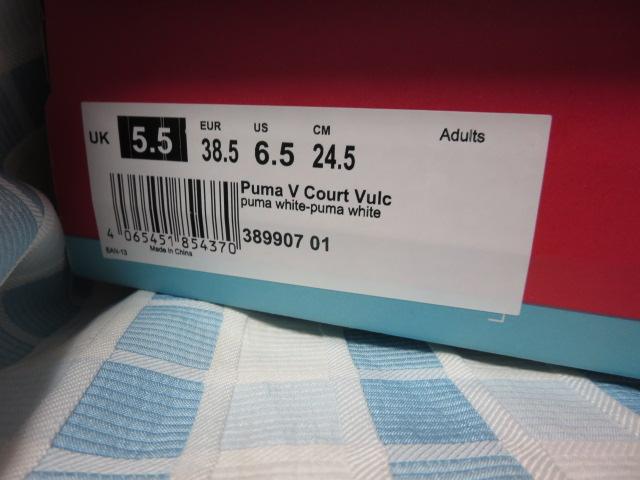 UK 5.5 EUR 38.5 US 6.5 CM 24.5 Adults
Puma V Court Vulc
puma white-puma white
389907 01
4 065451 854370
EAN-13 Made in China